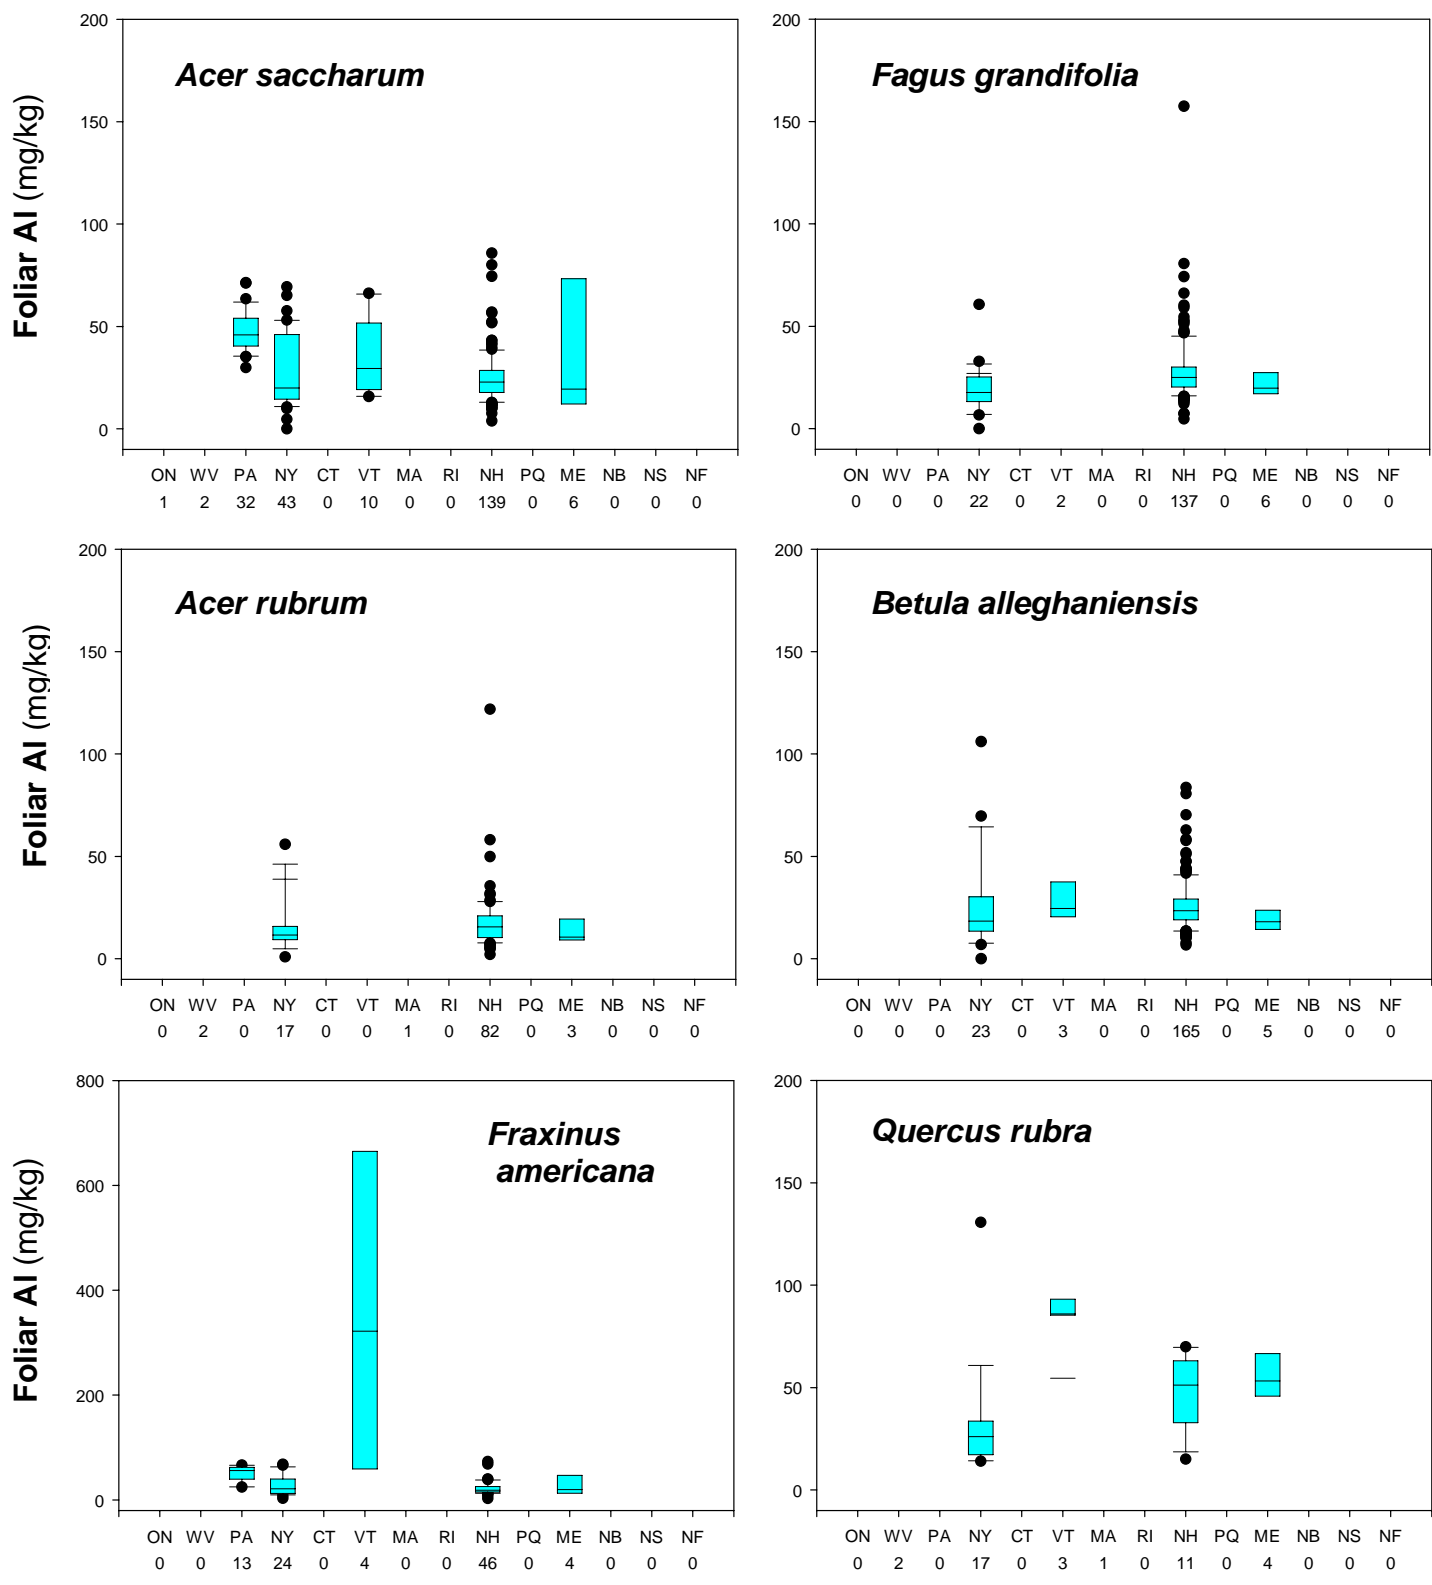 Acer saccharum
Foliar Al (mg/kg)
200
150
100
50
0
ON WV PA NY CT VT MA RI NH PQ ME NB NS NF
1 2 32 43 0 10 0 0 139 0 6 0 0 0
Fagus grandifolia
200
150
100
50
0
ON WV PA NY CT VT MA RI NH PQ ME NB NS NF
0 0 0 22 0 2 0 0 137 0 6 0 0 0
Acer rubrum
Foliar Al (mg/kg)
200
150
100
50
0
ON WV PA NY CT VT MA RI NH PQ ME NB NS NF
0 2 0 17 0 0 1 0 82 0 3 0 0 0
Betula alleghaniensis
200
150
100
50
0
ON WV PA NY CT VT MA RI NH PQ ME NB NS NF
0 0 0 23 0 3 0 0 165 0 5 0 0 0
Fraxinus
americana
Foliar Al (mg/kg)
800
600
400
200
0
ON WV PA NY CT VT MA RI NH PQ ME NB NS NF
0 0 13 24 0 4 0 0 46 0 4 0 0 0
Quercus rubra
200
150
100
50
0
ON WV PA NY CT VT MA RI NH PQ ME NB NS NF
0 2 0 17 0 3 1 0 11 0 4 0 0 0